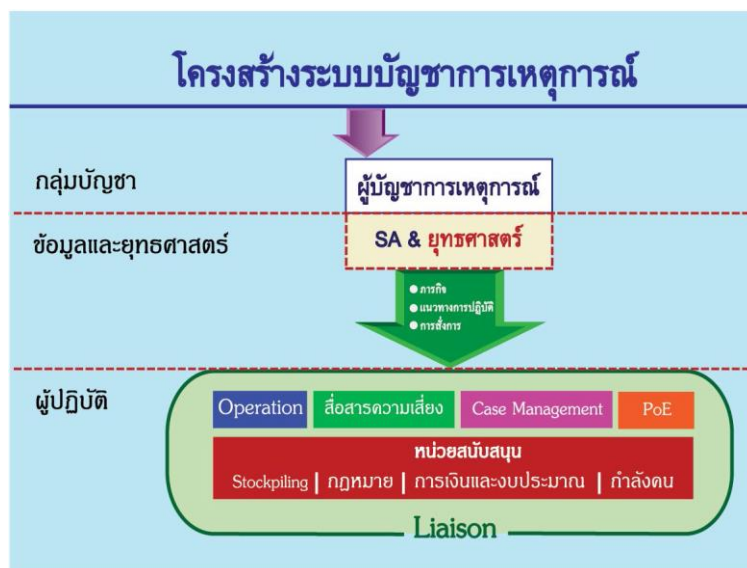 โครงสร้างระบบบัญชาการเหตุการณ์
กลุ่มบัญชา
ผู้บัญชาการเหตุการณ์
ข้อมูลและยุทธศาสตร์
SA & ยุทธศาสตร์
● ภารกิจ
● แนวทางการปฏิบัติ
● การสั่งการ
ผู้ปฏิบัติ
Operation สื่อสารความเสี่ยง Case Management PoE
หน่วยสนับสนุน
Stockpiling | กฎหมาย | การเงินและงบประมาณ | กำลังคน
Liaison